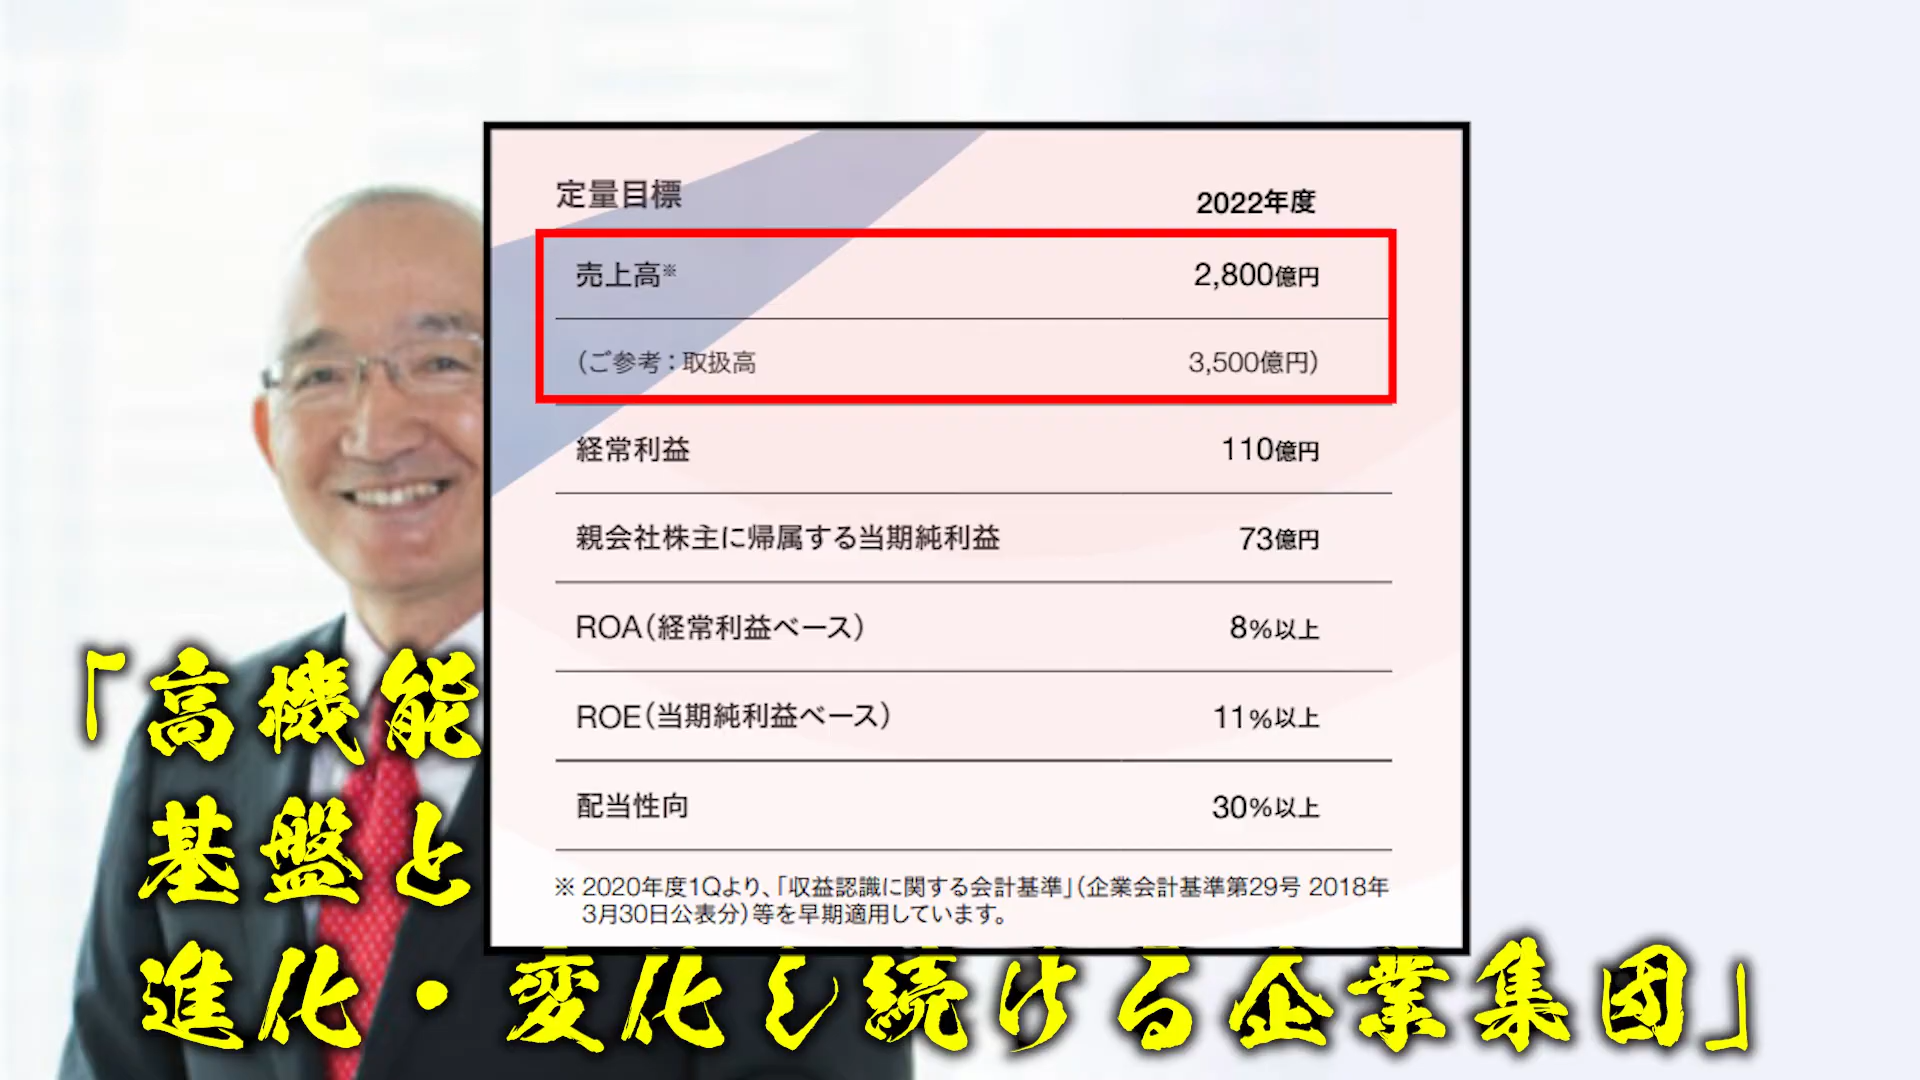 定量目標 2022年度
売上高※ 2,800億円
(ご参考:取扱高 3,500億円)
経常利益 110億円
親会社株主に帰属する当期純利益 73億円
ROA(経常利益ベース) 8%以上
ROE(当期純利益ベース) 11%以上
配当性向 30%以上
※ 2020年度1Qより、「収益認識に関する会計基準」(企業会計基準第29号 2018年
3月30日公表分)等を早期適用しています。
「高機能
基盤と
進化・変化し続ける企業集団」